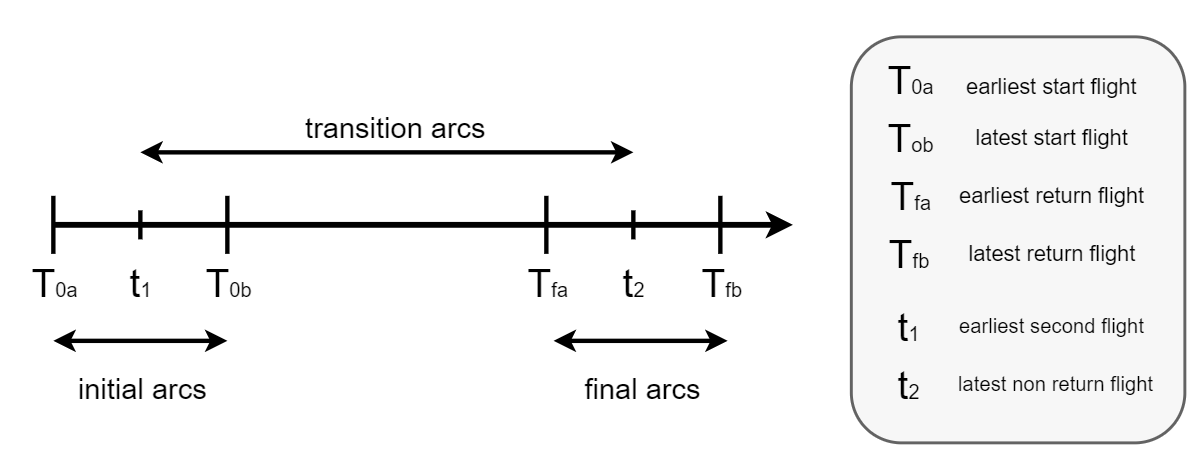 transition arcs
T0a t1 T0b Tfa t2 Tfb
initial arcs final arcs
T0a earliest start flight
Tob latest start flight
Tfa earliest return flight
Tfb latest return flight
t1 earliest second flight
t2 latest non return flight